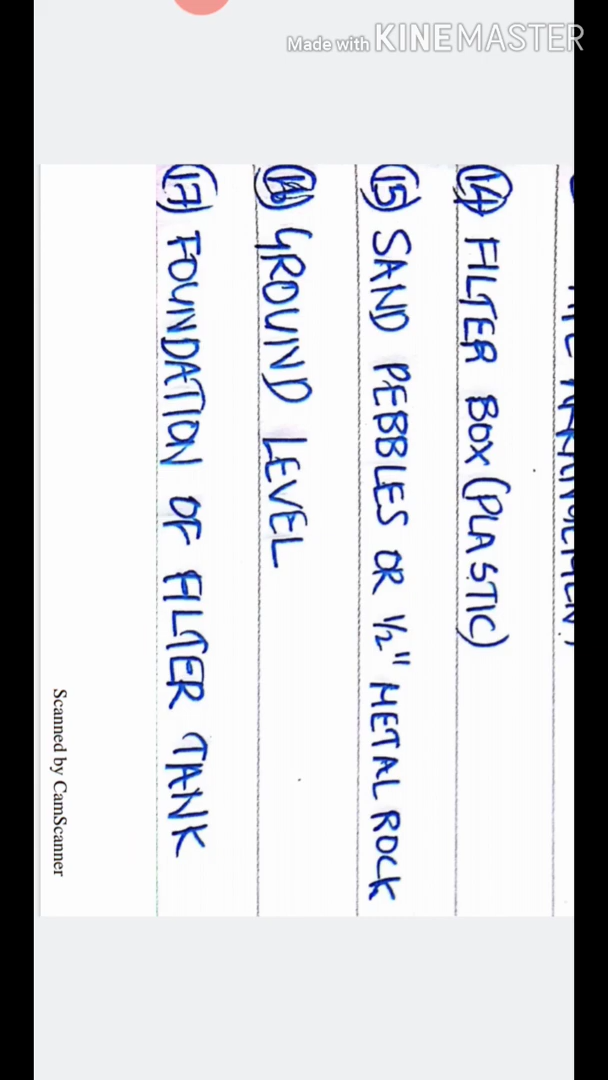 Made with KINEMASTER
14 FILTER BOX (PLASTIC)
15 SAND PEBBLES OR 1/2" METAL ROCK
16 GROUND LEVEL
17 FOUNDATION OF FILTER TANK
Scanned by CamScanner